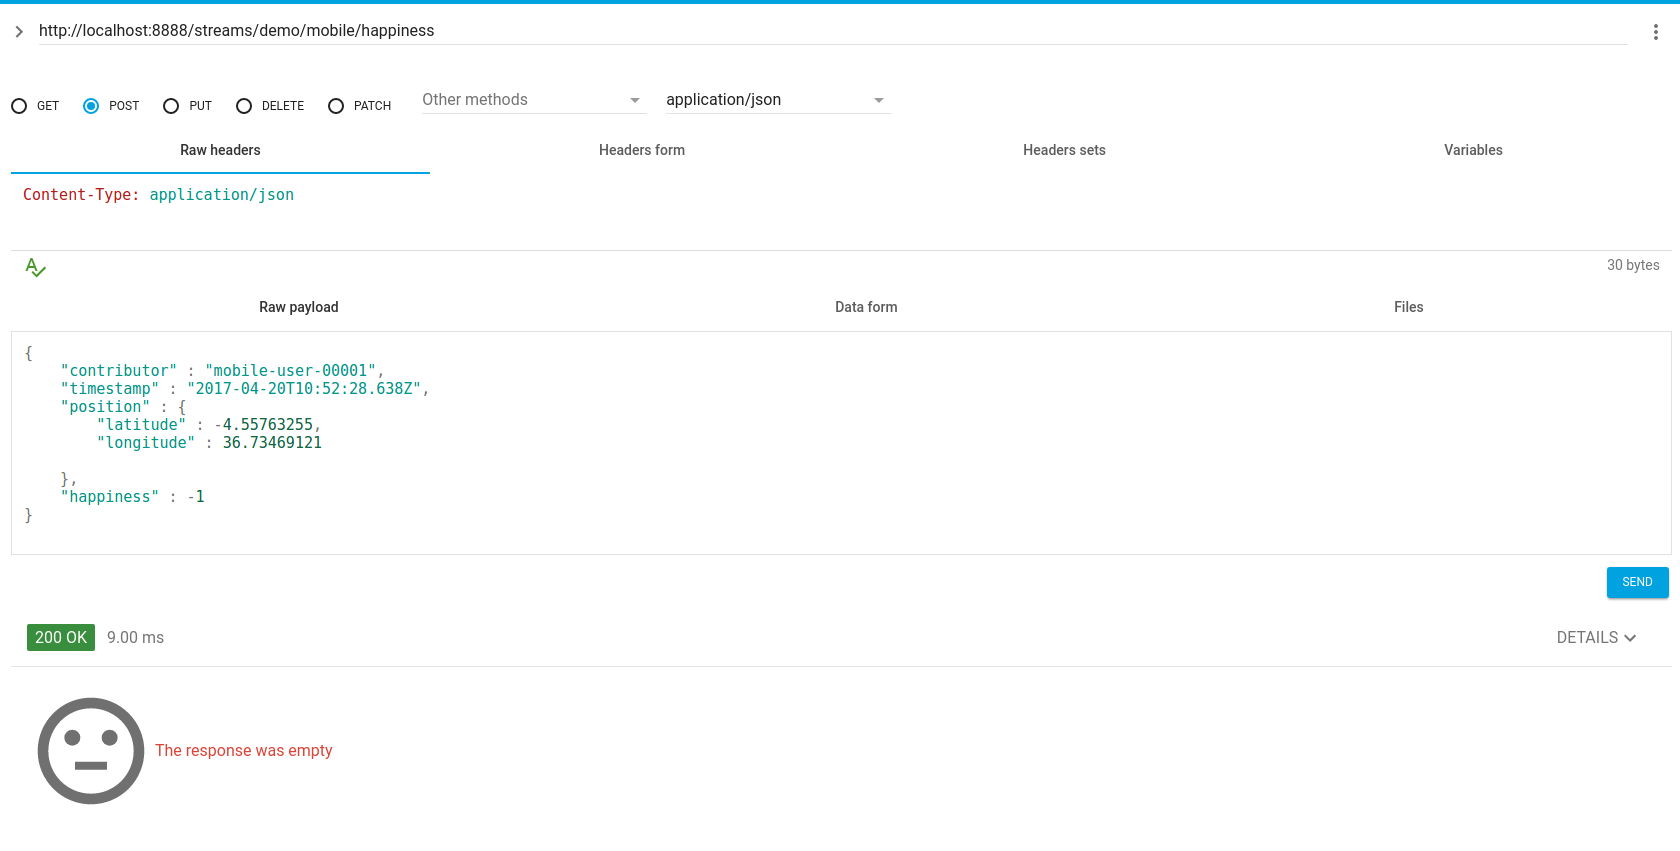 http://localhost:8888/streams/demo/mobile/happiness
GET POST PUT DELETE PATCH Other methods application/json
Raw headers Headers form Headers sets Variables
Content-Type: application/json
30 bytes
Raw payload Data form Files
{
"contributor" : "mobile-user-00001",
"timestamp" : "2017-04-20T10:52:28.638Z",
"position" : {
"latitude" : -4.55763255,
"longitude" : 36.73469121
},
"happiness" : -1
}
SEND
200 OK 9.00 ms DETAILS
The response was empty